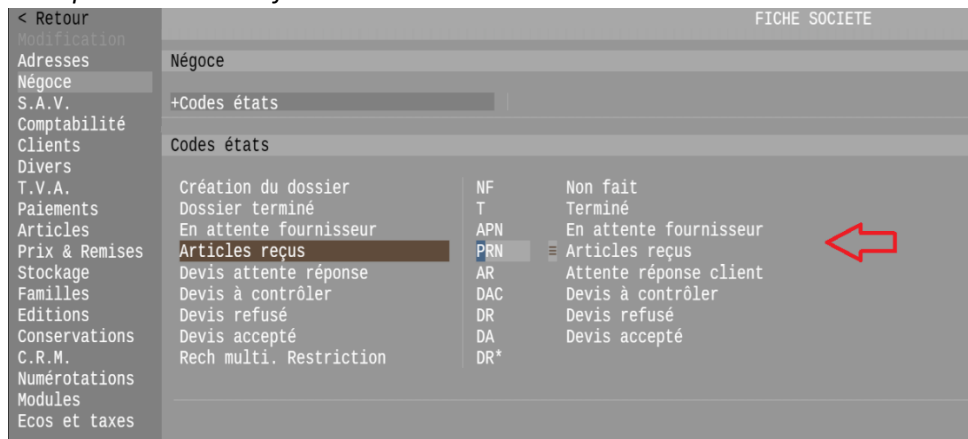 < Retour
FICHE SOCIETE
Modification
Adresses
Négoce
S.A.V.
Comptabilité
Clients
Divers
T.V.A.
Paiements
Articles
Prix & Remises
Stockage
Familles
Editions
Conservations
C.R.M.
Numérotations
Modules
Ecos et taxes
Négoce
+Codes états
Codes états
Création du dossier NF Non fait
Dossier terminé T Terminé
En attente fournisseur APN En attente fournisseur
Articles reçus PRN ≡ Articles reçus
Devis attente réponse AR Attente réponse client
Devis à contrôler DAC Devis à contrôler
Devis refusé DR Devis refusé
Devis accepté DA Devis accepté
Rech multi. Restriction DR*